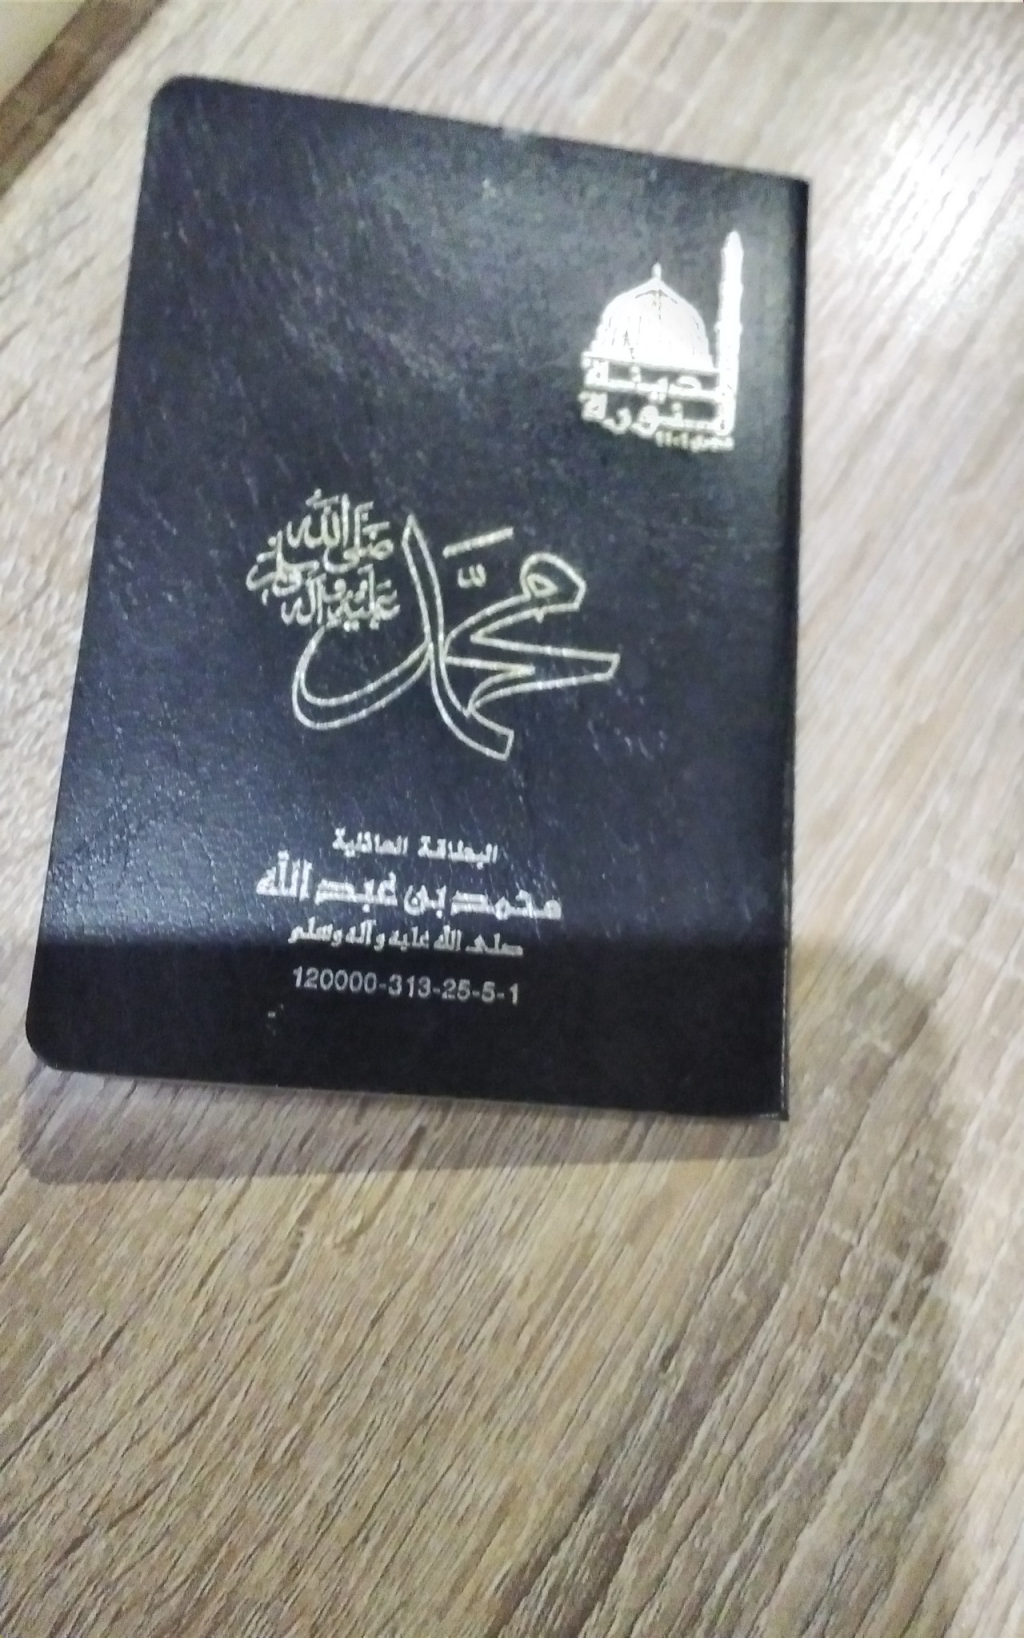 المدينة
المنورة
محمد
صلى الله
عليه وآله وسلم
البطاقة العائلية
محمد بن عبد الله
صلى الله عليه وآله وسلم
120000-313-25-5-1